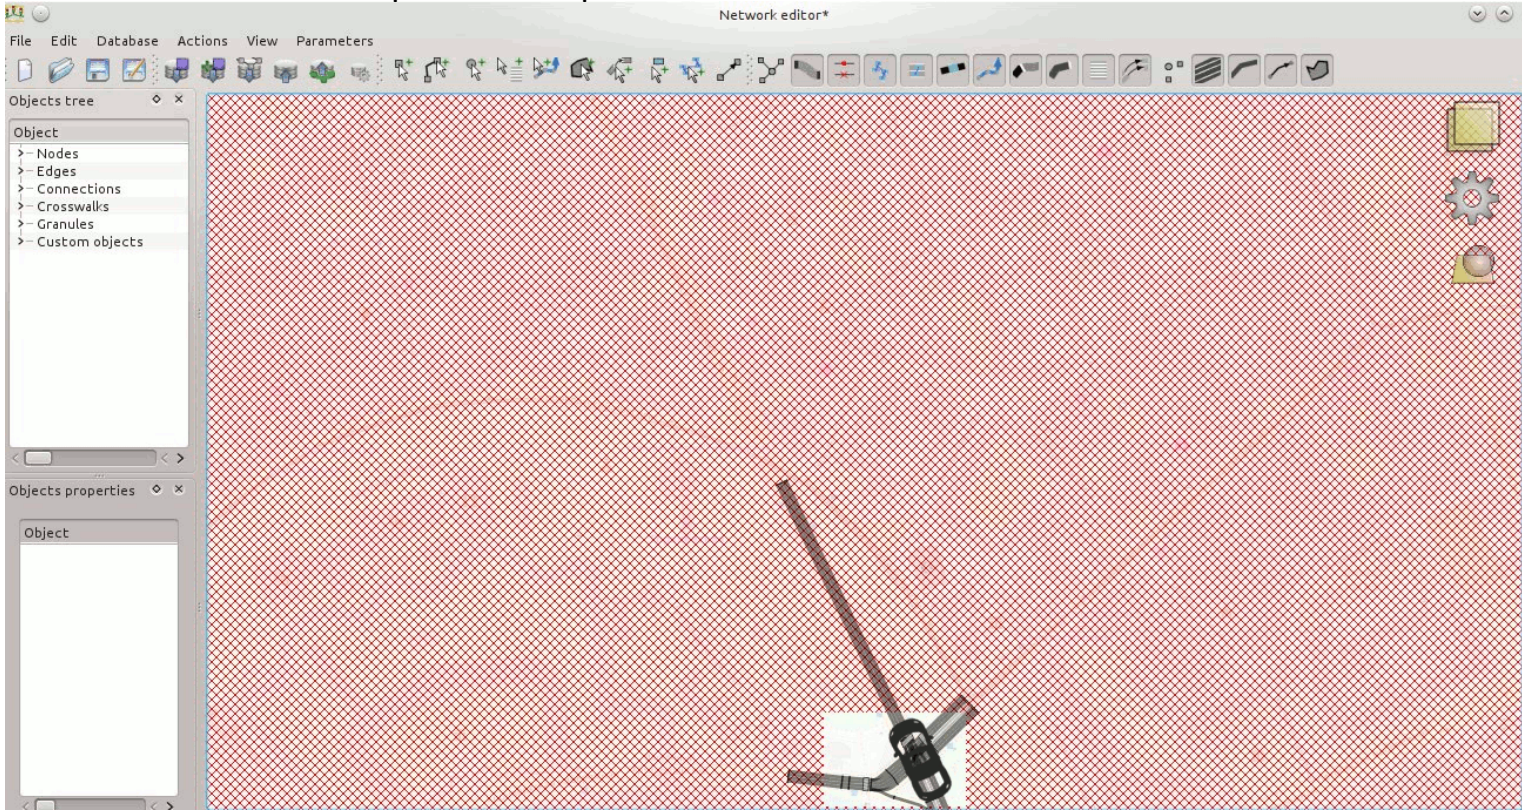 Network editor*
File Edit Database Actions View Parameters
Objects tree
Object
Nodes
Edges
Connections
Crosswalks
Granules
Custom objects
Objects properties
Object